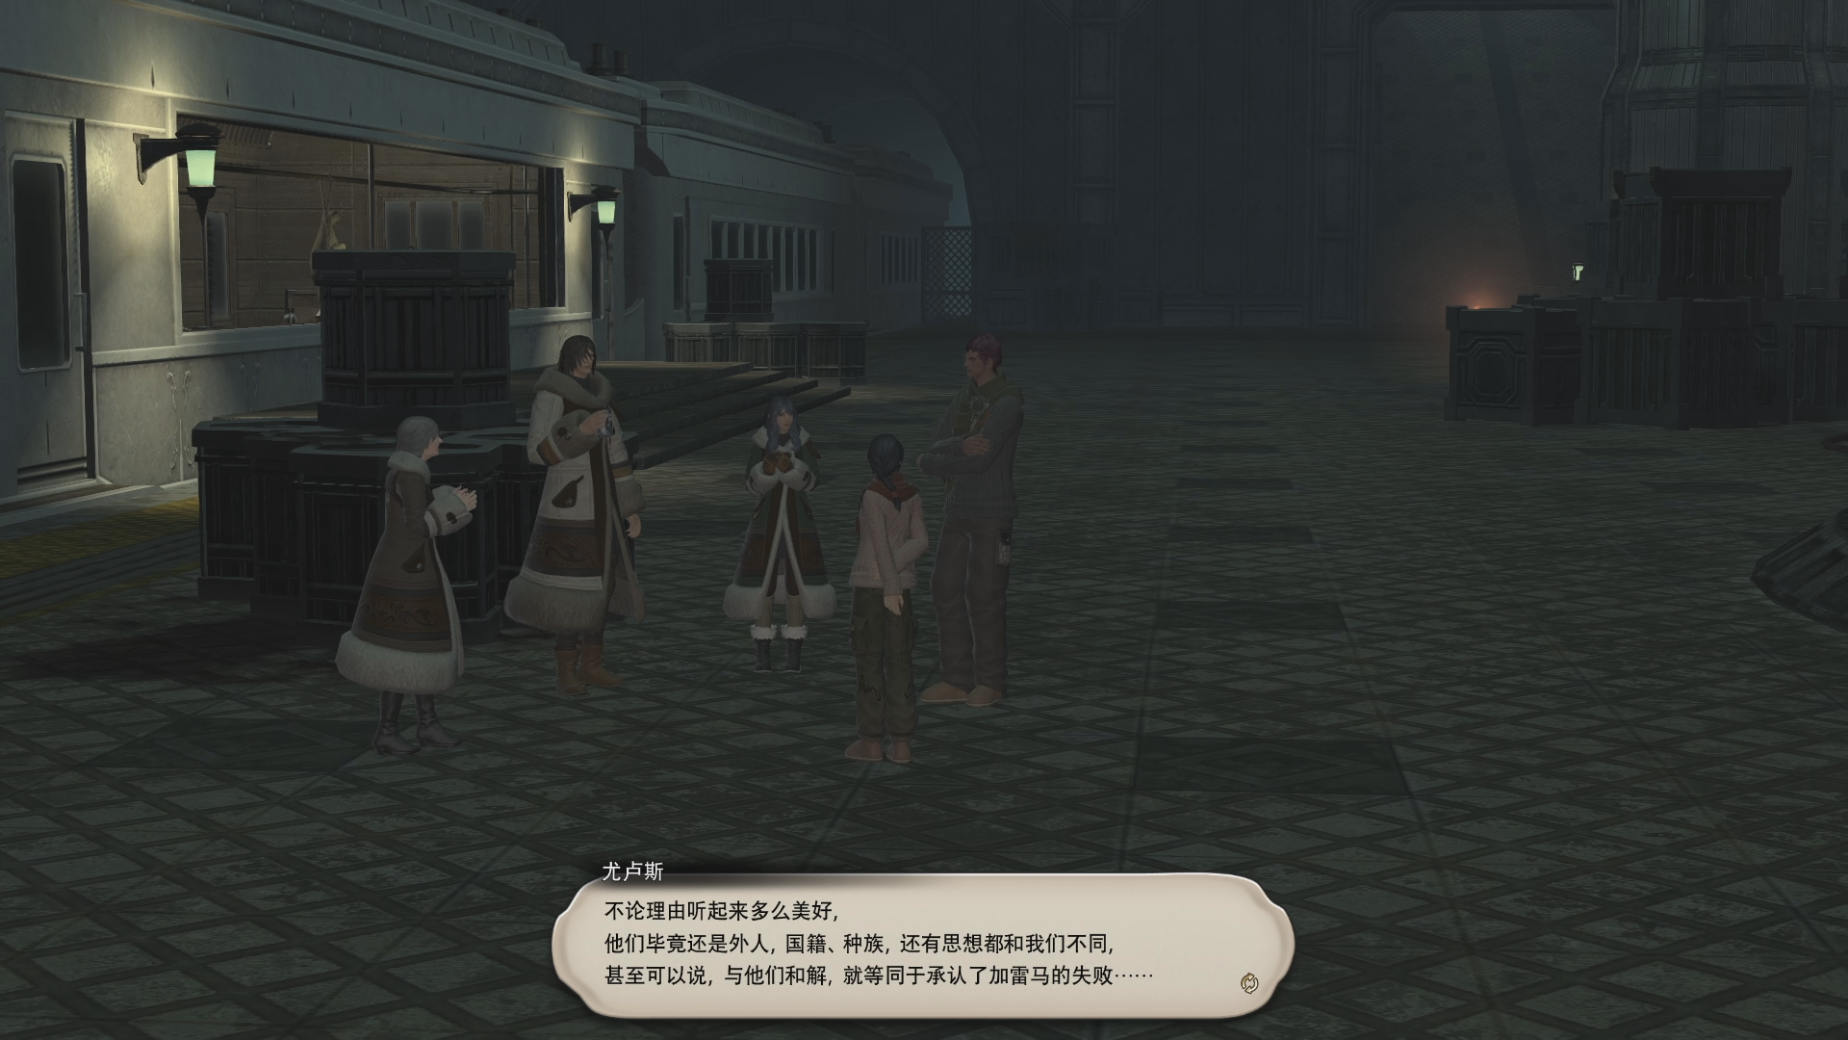 尤卢斯
不论理由听起来多么美好,
他们毕竟还是外人, 国籍、种族, 还有思想都和我们不同,
甚至可以说, 与他们和解, 就等同于承认了加雷马的失败……